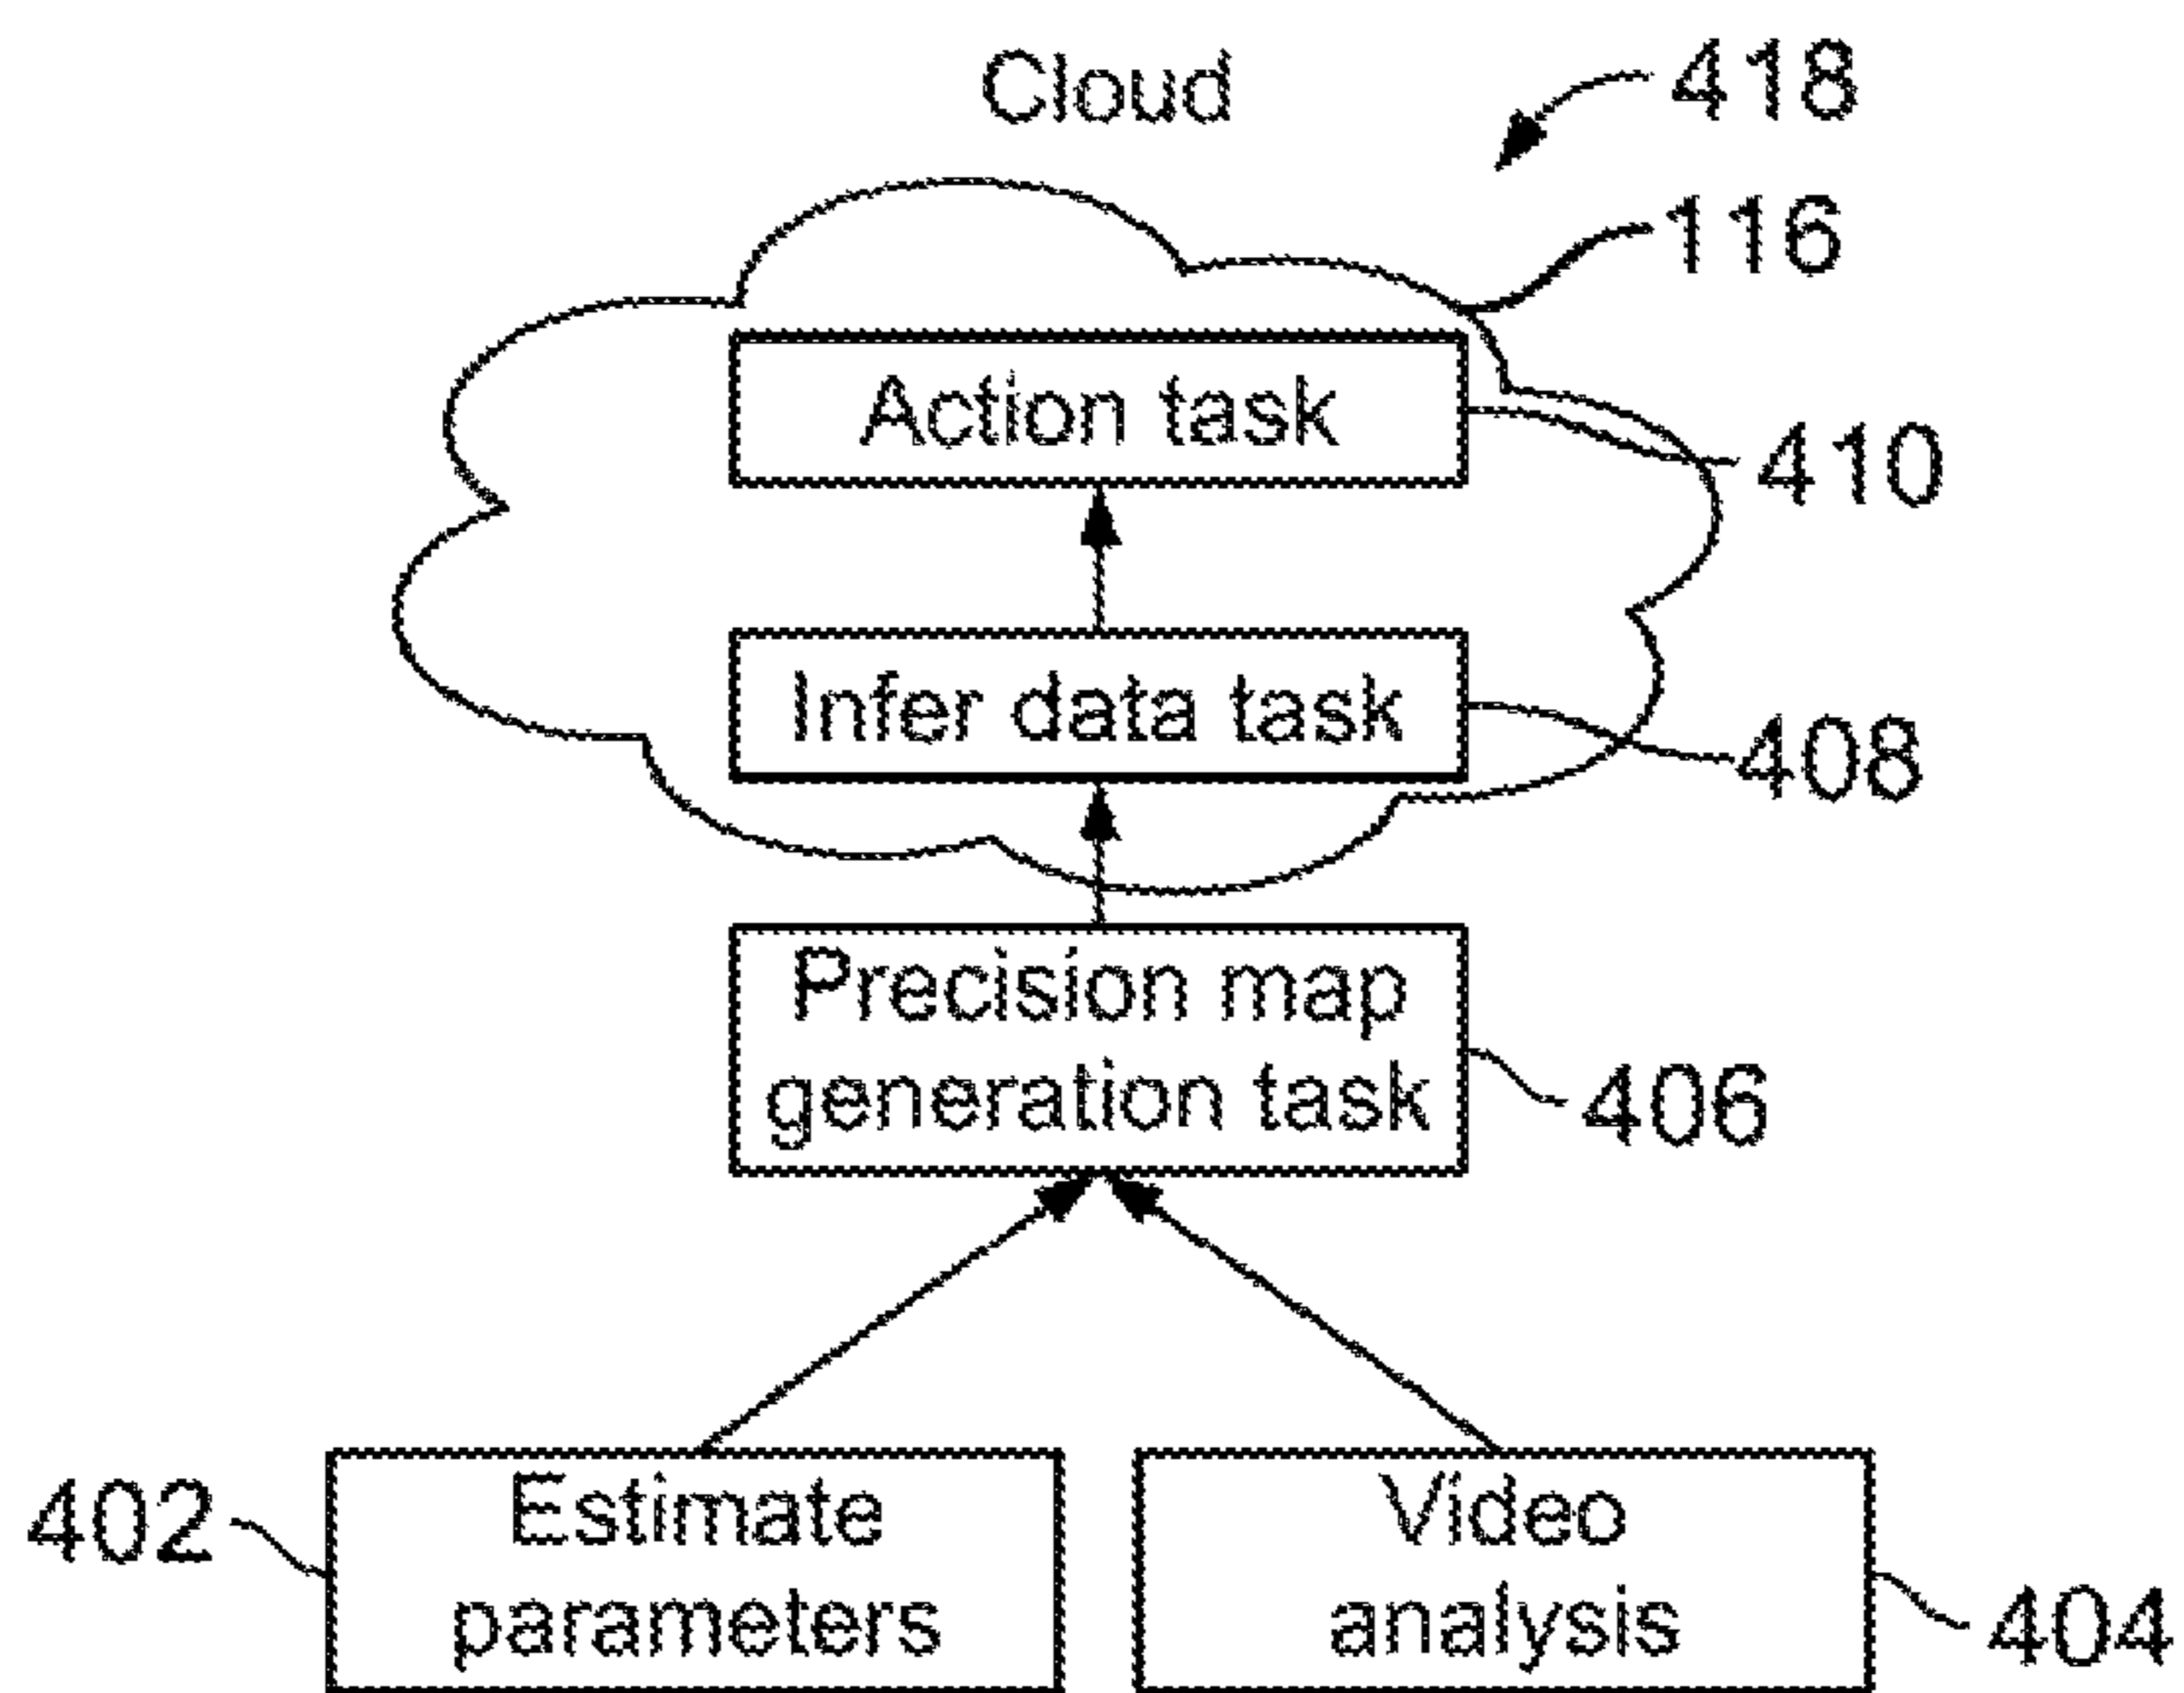 Cloud
418
116
Action task
410
Infer data task
408
Precision map
generation task
406
402
Estimate
parameters
Video
analysis
404